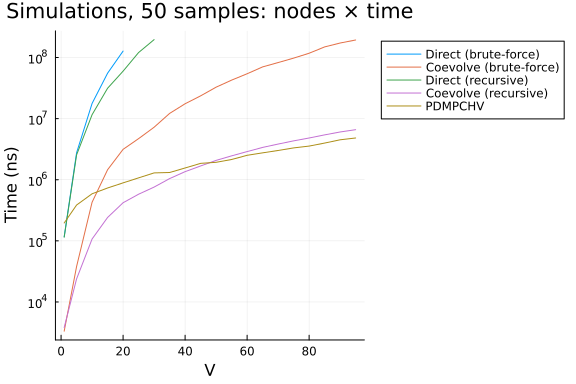 Simulations, 50 samples: nodes × time
10⁸
10⁷
10⁶
10⁵
10⁴
Time (ns)
0
20
40
60
80
V
Direct (brute-force)
Coevolve (brute-force)
Direct (recursive)
Coevolve (recursive)
PDMPCHV